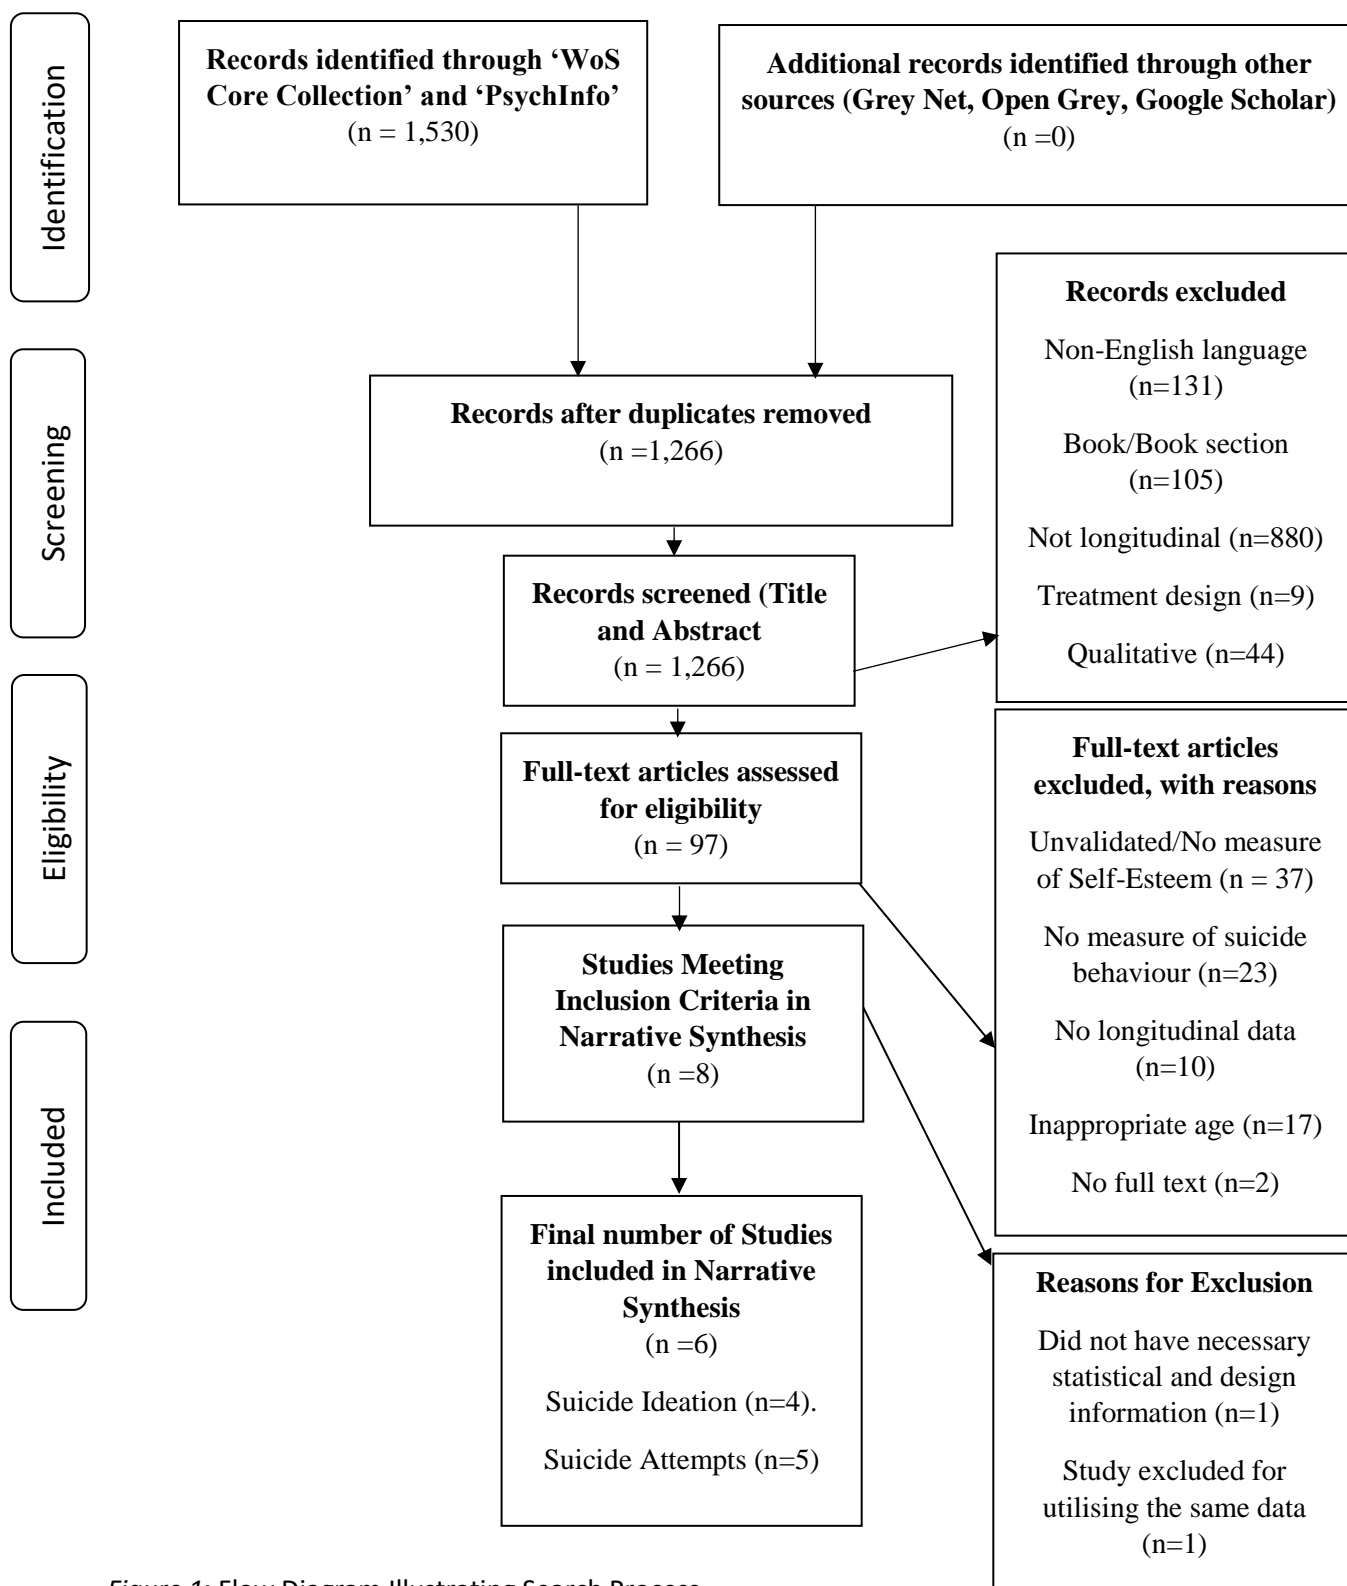 Identification
Records identified through ‘WoS
Core Collection’ and ‘PsychInfo’
(n = 1,530)
Additional records identified through other
sources (Grey Net, Open Grey, Google Scholar)
(n =0)
Records excluded
Non-English language
(n=131)
Book/Book section
(n=105)
Not longitudinal (n=880)
Treatment design (n=9)
Qualitative (n=44)
Screening
Records after duplicates removed
(n =1,266)
Records screened (Title
and Abstract
(n = 1,266)
Eligibility
Full-text articles assessed
for eligibility
(n = 97)
Full-text articles
excluded, with reasons
Unvalidated/No measure
of Self-Esteem (n = 37)
No measure of suicide
behaviour (n=23)
No longitudinal data
(n=10)
Inappropriate age (n=17)
No full text (n=2)
Studies Meeting
Inclusion Criteria in
Narrative Synthesis
(n =8)
Included
Final number of Studies
included in Narrative
Synthesis
(n =6)
Suicide Ideation (n=4).
Suicide Attempts (n=5)
Reasons for Exclusion
Did not have necessary
statistical and design
information (n=1)
Study excluded for
utilising the same data
(n=1)
Figure 1: Flow Diagram Illustrating Search Process